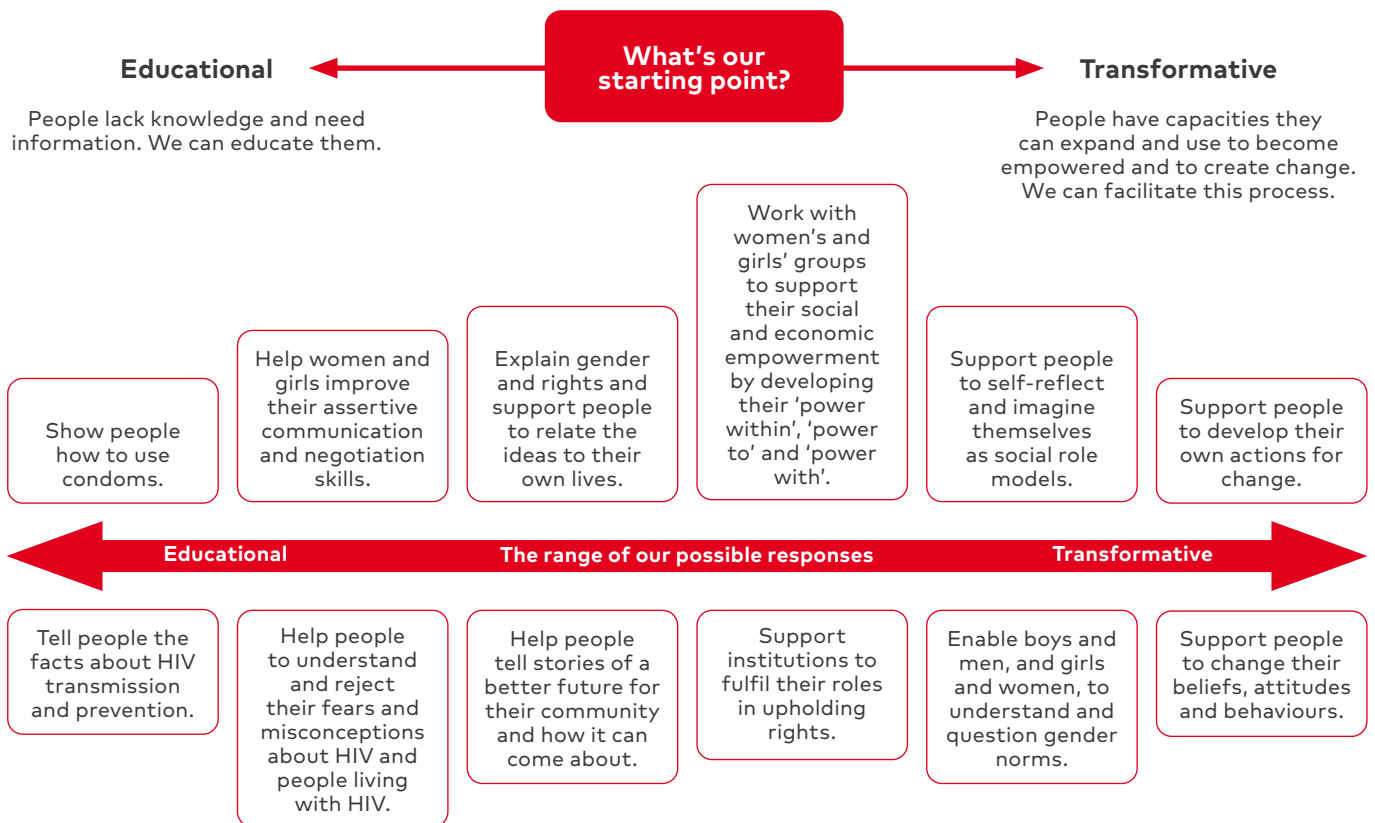 What's our
starting point?
Educational
Transformative
People lack knowledge and need
information. We can educate them.
People have capacities they
can expand and use to become
empowered and to create change.
We can facilitate this process.
Show people
how to use
condoms.
Help women and
girls improve
their assertive
communication
and negotiation
skills.
Explain gender
and rights and
support people
to relate the
ideas to their
own lives.
Work with
women's and
girls' groups
to support
their social
and economic
empowerment
by developing
their 'power
within', 'power
to' and 'power
with'.
Support people
to self-reflect
and imagine
themselves
as social role
models.
Support people
to develop their
own actions for
change.
Educational
The range of our possible responses
Transformative
Tell people the
facts about HIV
transmission
and prevention.
Help people
to understand
and reject
their fears and
misconceptions
about HIV and
people living
with HIV.
Help people
tell stories of a
better future for
their community
and how it can
come about.
Support
institutions to
fulfil their roles
in upholding
rights.
Enable boys and
men, and girls
and women, to
understand and
question gender
norms.
Support people
to change their
beliefs, attitudes
and behaviours.